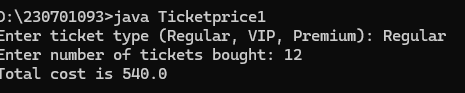 D:\230701093>java Ticketprice1
Enter ticket type (Regular, VIP, Premium): Regular
Enter number of tickets bought: 12
Total cost is 540.0